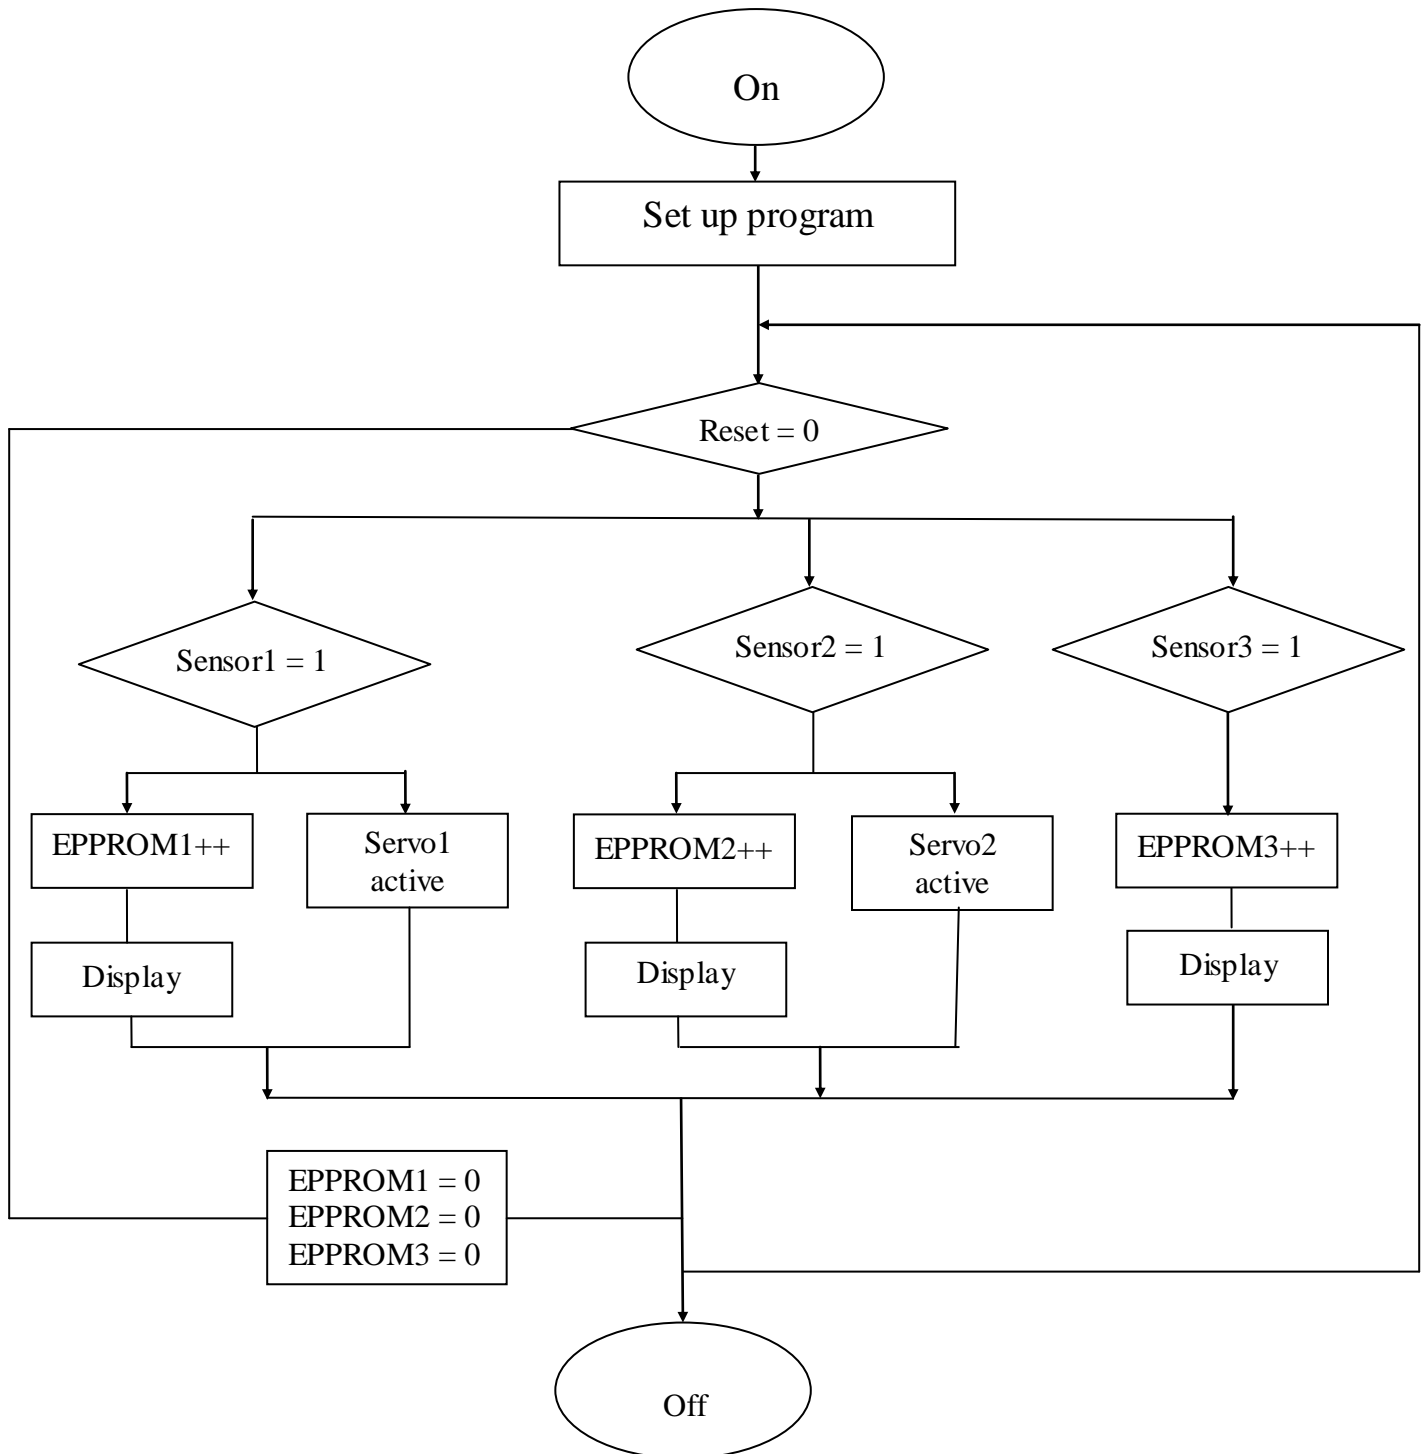 On
Set up program
Reset = 0
Sensor1 = 1
Sensor2 = 1
Sensor3 = 1
EPPROM1++
Servo1
active
EPPROM2++
Servo2
active
EPPROM3++
Display
Display
Display
EPPROM1 = 0
EPPROM2 = 0
EPPROM3 = 0
Off